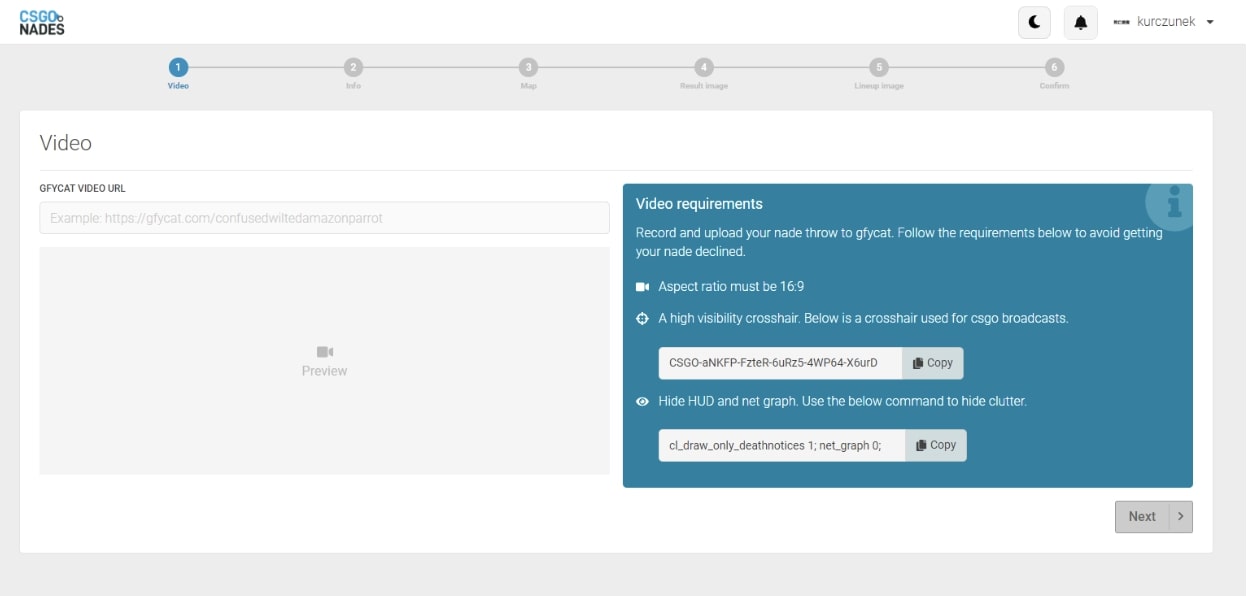 CSGO
NADES
kurczunek
1
2
3
4
5
6
Video
Info
Map
Result image
Lineup image
Confirm
Video
GFYCAT VIDEO URL
Example: https://gfycat.com/confusedwiltedamazonparrot
Preview
Video requirements
Record and upload your nade throw to gfycat. Follow the requirements below to avoid getting
your nade declined.
Aspect ratio must be 16:9
A high visibility crosshair. Below is a crosshair used for csgo broadcasts.
CSGO-aNKFP-FzteR-6uRz5-4WP64-X6urD
Copy
Hide HUD and net graph. Use the below command to hide clutter.
cl_draw_only_deathnotices 1; net_graph 0;
Copy
Next